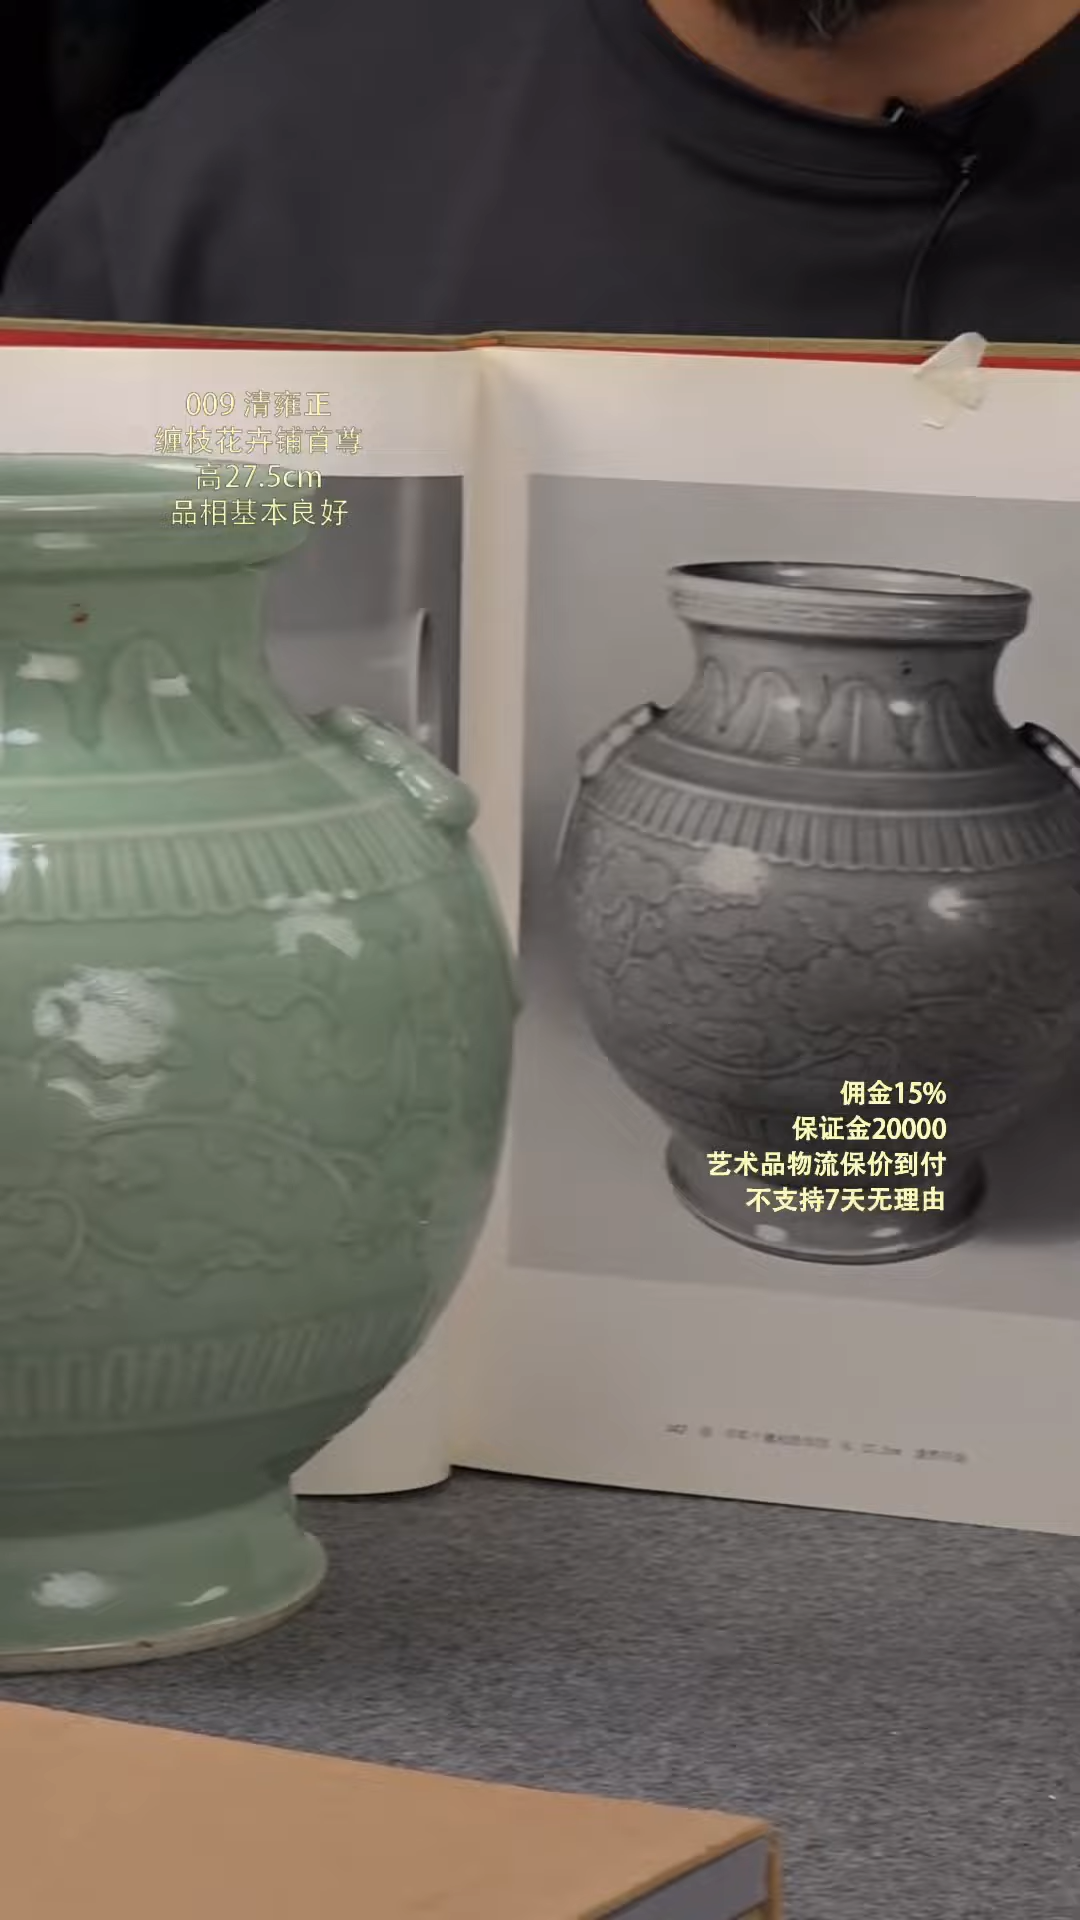 009 清雍正
缠枝花卉铺首尊
高27.5cm
品相基本良好
佣金15%
保证金20000
艺术品物流保价到付
不支持7天无理由